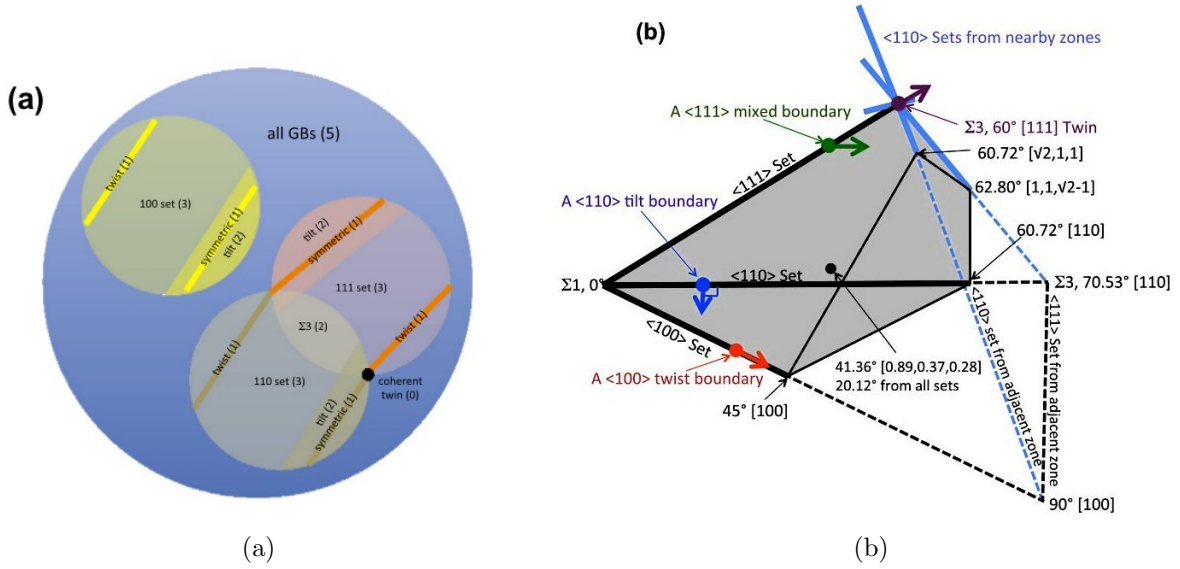 (a)
all GBs (5)
twist (1)
100 set (3)
symmetric (1)
tilt (2)
tilt (2)
symmetric (1)
111 set (3)
Σ3 (2)
twist (1)
twist (1)
110 set (3)
coherent
twin (0)
tilt (2)
symmetric (1)
(a)
(b)
<110> Sets from nearby zones
A <111> mixed boundary
Σ3, 60° [111] Twin
60.72° [√2,1,1]
<111> Set
62.80° [1,1,√2-1]
A <110> tilt boundary
60.72° [110]
Σ1, 0°
<110> Set
Σ3, 70.53° [110]
<100> Set
A <100> twist boundary
41.36° [0.89,0.37,0.28]
20.12° from all sets
45° [100]
<110> set from adjacent zone
<111> Set from adjacent zone
90° [100]
(b)